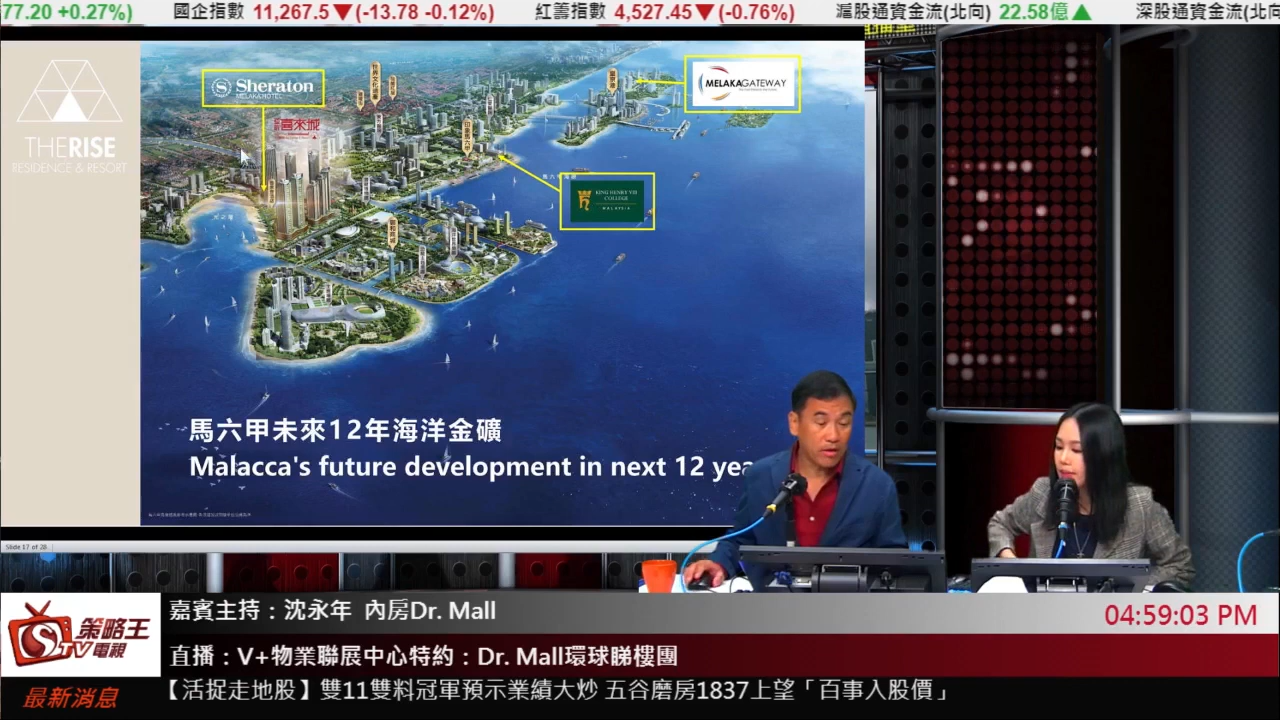 77.20 +0.27%) 國企指數 11,267.5▼(-13.78 -0.12%) 紅籌指數 4,527.45▼(-0.76%) 滬股通資金流(北向) 22.58億▲ 深股通資金流(北向
THERISE
RESIDENCE & RESORT
Sheraton
MELAKA HOTEL
喜來城
MELAKAGATEWAY
KING HENRY VIII
COLLEGE
MALAYSIA
馬六甲未來12年海洋金礦
Malacca's future development in next 12 yea
Slide 17 of 28
嘉賓主持：沈永年 內房Dr. Mall
04:59:03 PM
策略王
STV電視
直播：V+物業聯展中心特約：Dr. Mall環球睇樓團
最新消息
【活捉走地股】雙11雙料冠軍預示業績大炒 五谷磨房1837上望「百事入股價」